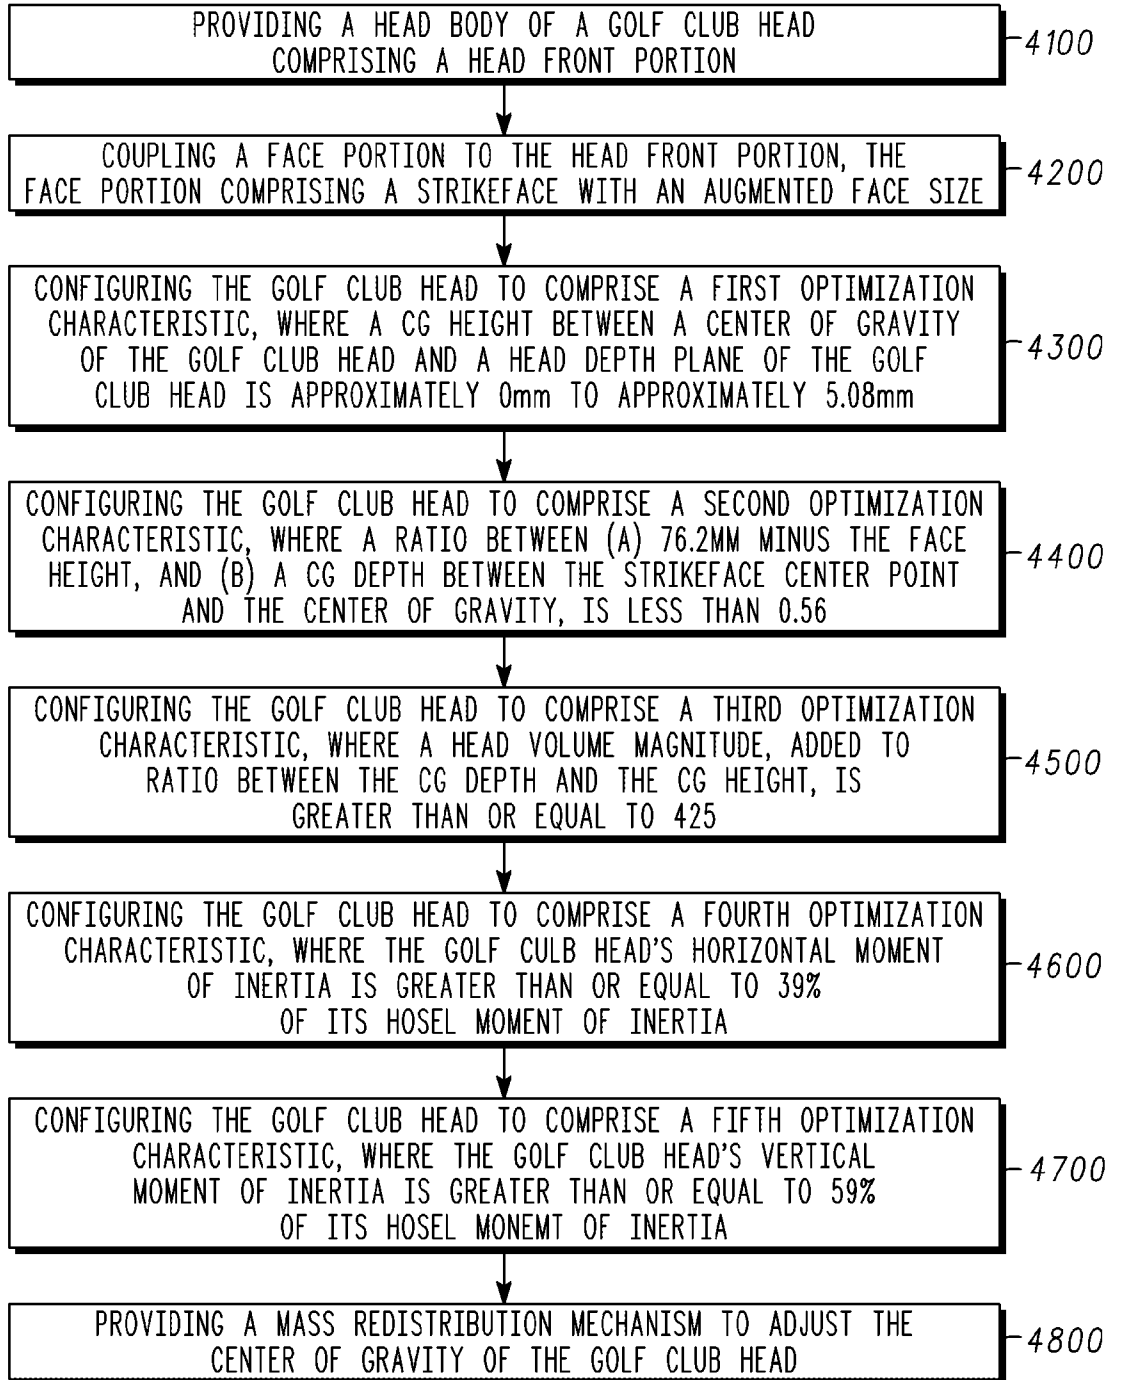 PROVIDING A HEAD BODY OF A GOLF CLUB HEAD
COMPRISING A HEAD FRONT PORTION
4100
COUPLING A FACE PORTION TO THE HEAD FRONT PORTION, THE
FACE PORTION COMPRISING A STRIKEFACE WITH AN AUGMENTED FACE SIZE
4200
CONFIGURING THE GOLF CLUB HEAD TO COMPRISE A FIRST OPTIMIZATION
CHARACTERISTIC, WHERE A CG HEIGHT BETWEEN A CENTER OF GRAVITY
OF THE GOLF CLUB HEAD AND A HEAD DEPTH PLANE OF THE GOLF
CLUB HEAD IS APPROXIMATELY 0mm TO APPROXIMATELY 5.08mm
4300
CONFIGURING THE GOLF CLUB HEAD TO COMPRISE A SECOND OPTIMIZATION
CHARACTERISTIC, WHERE A RATIO BETWEEN (A) 76.2MM MINUS THE FACE
HEIGHT, AND (B) A CG DEPTH BETWEEN THE STRIKEFACE CENTER POINT
AND THE CENTER OF GRAVITY, IS LESS THAN 0.56
4400
CONFIGURING THE GOLF CLUB HEAD TO COMPRISE A THIRD OPTIMIZATION
CHARACTERISTIC, WHERE A HEAD VOLUME MAGNITUDE, ADDED TO
RATIO BETWEEN THE CG DEPTH AND THE CG HEIGHT, IS
GREATER THAN OR EQUAL TO 425
4500
CONFIGURING THE GOLF CLUB HEAD TO COMPRISE A FOURTH OPTIMIZATION
CHARACTERISTIC, WHERE THE GOLF CULB HEAD'S HORIZONTAL MOMENT
OF INERTIA IS GREATER THAN OR EQUAL TO 39%
OF ITS HOSEL MOMENT OF INERTIA
4600
CONFIGURING THE GOLF CLUB HEAD TO COMPRISE A FIFTH OPTIMIZATION
CHARACTERISTIC, WHERE THE GOLF CLUB HEAD'S VERTICAL
MOMENT OF INERTIA IS GREATER THAN OR EQUAL TO 59%
OF ITS HOSEL MONEMT OF INERTIA
4700
PROVIDING A MASS REDISTRIBUTION MECHANISM TO ADJUST THE
CENTER OF GRAVITY OF THE GOLF CLUB HEAD
4800